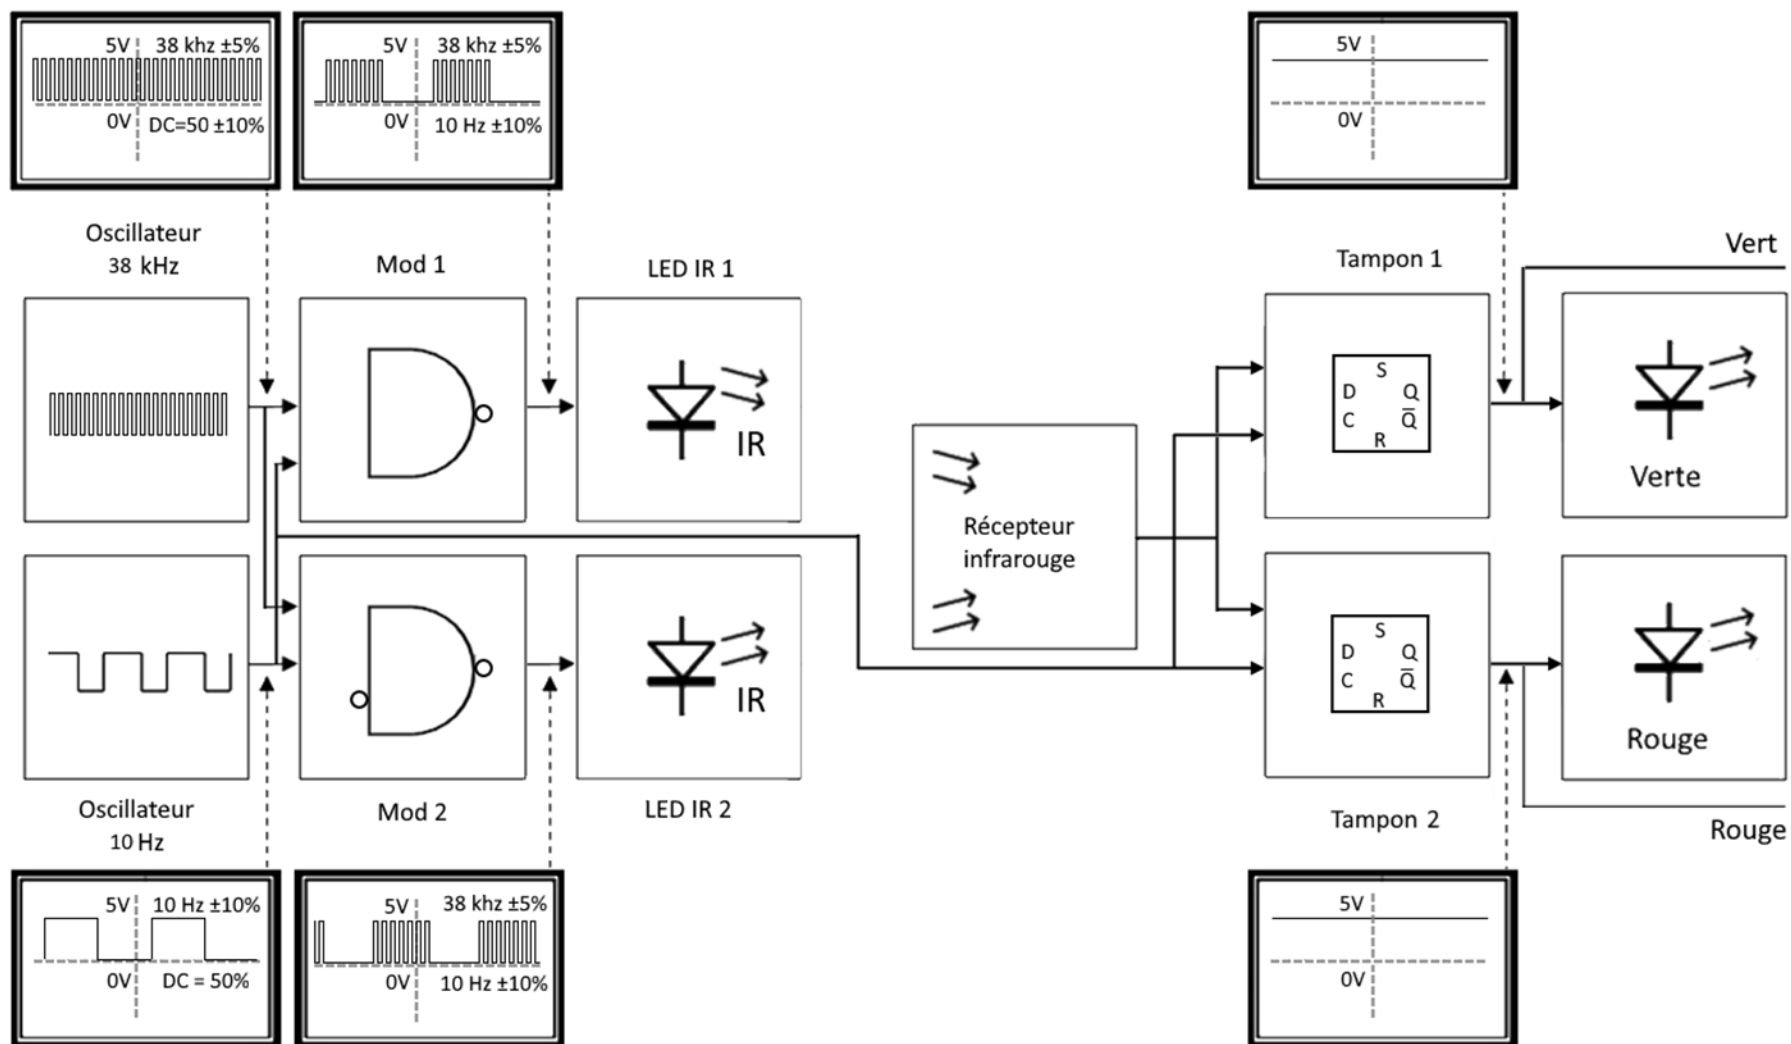 5V 38 khz ±5%
0V DC=50 ±10%
5V 38 khz ±5%
0V 10 Hz ±10%
5V
0V
Oscillateur
38 kHz
Mod 1
LED IR 1
Tampon 1
Vert
IR
S
D Q
C Q̅
R
Verte
Récepteur
infrarouge
IR
S
D Q
C Q̅
R
Rouge
Oscillateur
10 Hz
Mod 2
LED IR 2
Tampon 2
Rouge
5V 10 Hz ±10%
0V DC = 50%
5V 38 khz ±5%
0V 10 Hz ±10%
5V
0V